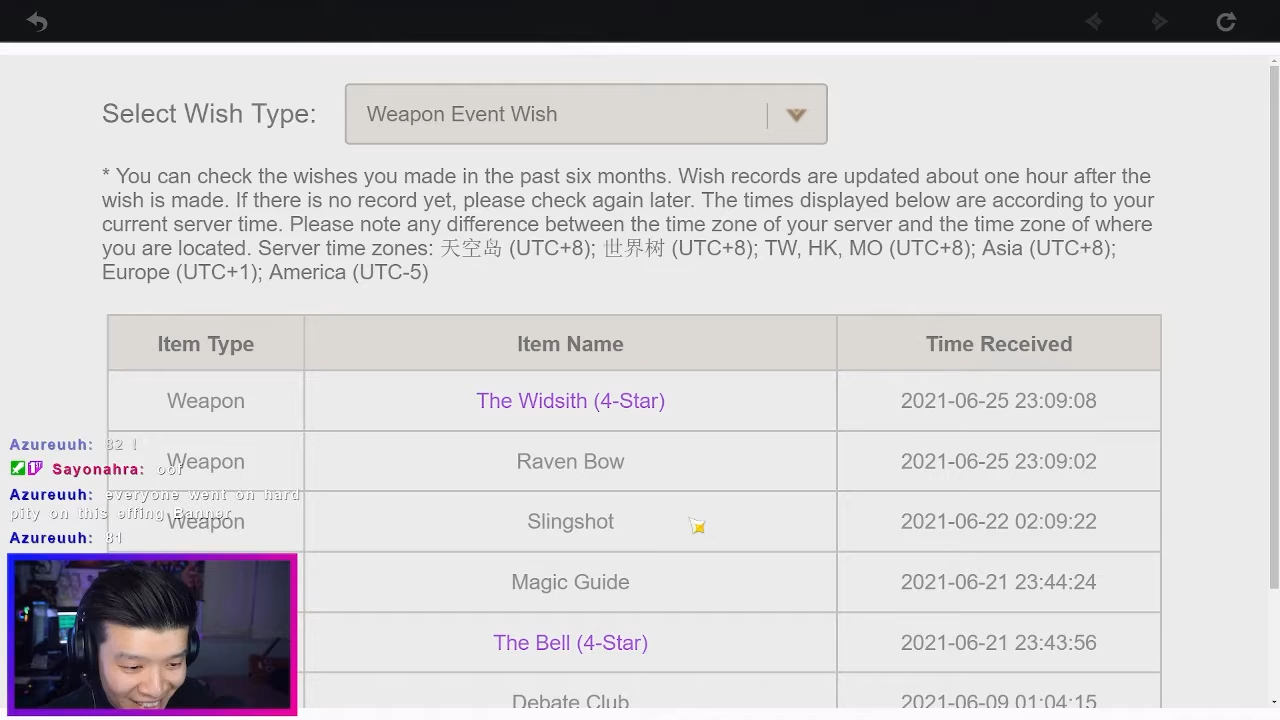 Select Wish Type:
Weapon Event Wish
* You can check the wishes you made in the past six months. Wish records are updated about one hour after the
wish is made. If there is no record yet, please check again later. The times displayed below are according to your
current server time. Please note any difference between the time zone of your server and the time zone of where
you are located. Server time zones: 天空岛 (UTC+8); 世界树 (UTC+8); TW, HK, MO (UTC+8); Asia (UTC+8);
Europe (UTC+1); America (UTC-5)
Item Type Item Name Time Received
Weapon The Widsith (4-Star) 2021-06-25 23:09:08
Weapon Raven Bow 2021-06-25 23:09:02
Weapon Slingshot 2021-06-22 02:09:22
Magic Guide 2021-06-21 23:44:24
The Bell (4-Star) 2021-06-21 23:43:56
Debate Club 2021-06-09 01:04:15
Azureuuh: 82 !
Sayonahra: oof
Azureuuh: everyone went on hard
pity on this effing Banner
Azureuuh: 81